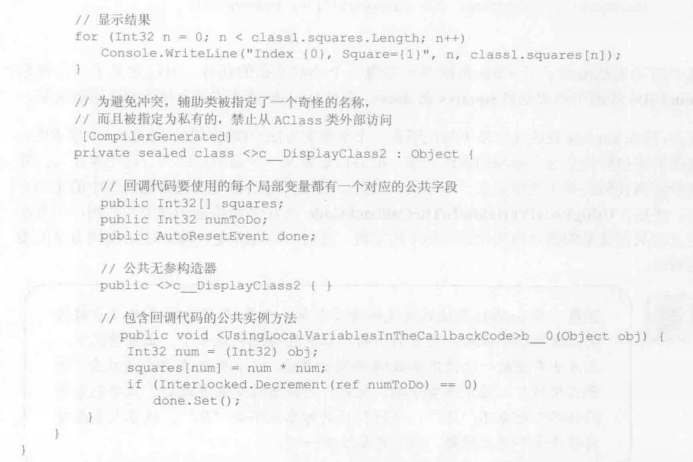 // 显示结果
for (Int32 n = 0; n < class1.squares.Length; n++)
Console.WriteLine("Index {0}, Square={1}", n, class1.squares[n]);
}
// 为避免冲突，辅助类被指定了一个奇怪的名称，
// 而且被指定为私有的，禁止从 AClass 类外部访问
[CompilerGenerated]
private sealed class <>c__DisplayClass2 : Object {
// 回调代码要使用的每个局部变量都有一个对应的公共字段
public Int32[] squares;
public Int32 numToDo;
public AutoResetEvent done;
// 公共无参构造器
public <>c__DisplayClass2 { }
// 包含回调代码的公共实例方法
public void <UsingLocalVariablesInTheCallbackCode>b__0(Object obj) {
Int32 num = (Int32) obj;
squares[num] = num * num;
if (Interlocked.Decrement(ref numToDo) == 0)
done.Set();
}
}
}